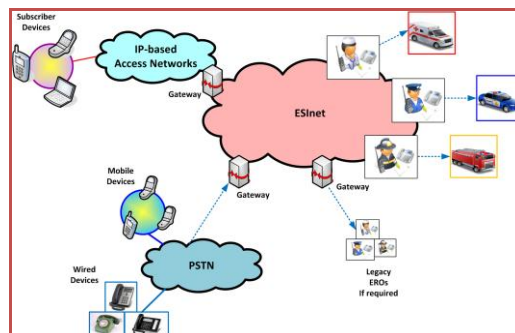 Subscriber
Devices
IP-based
Access Networks
Gateway
ESInet
Mobile
Devices
Gateway
Gateway
PSTN
Wired
Devices
Legacy
EROs
If required